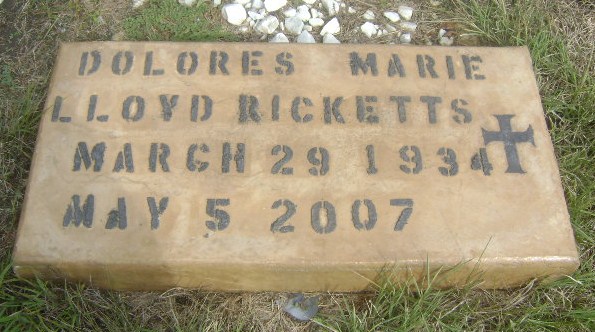 DOLORES MARIE
LLOYD RICKETTS
MARCH 29 1934
MAY 5 2007